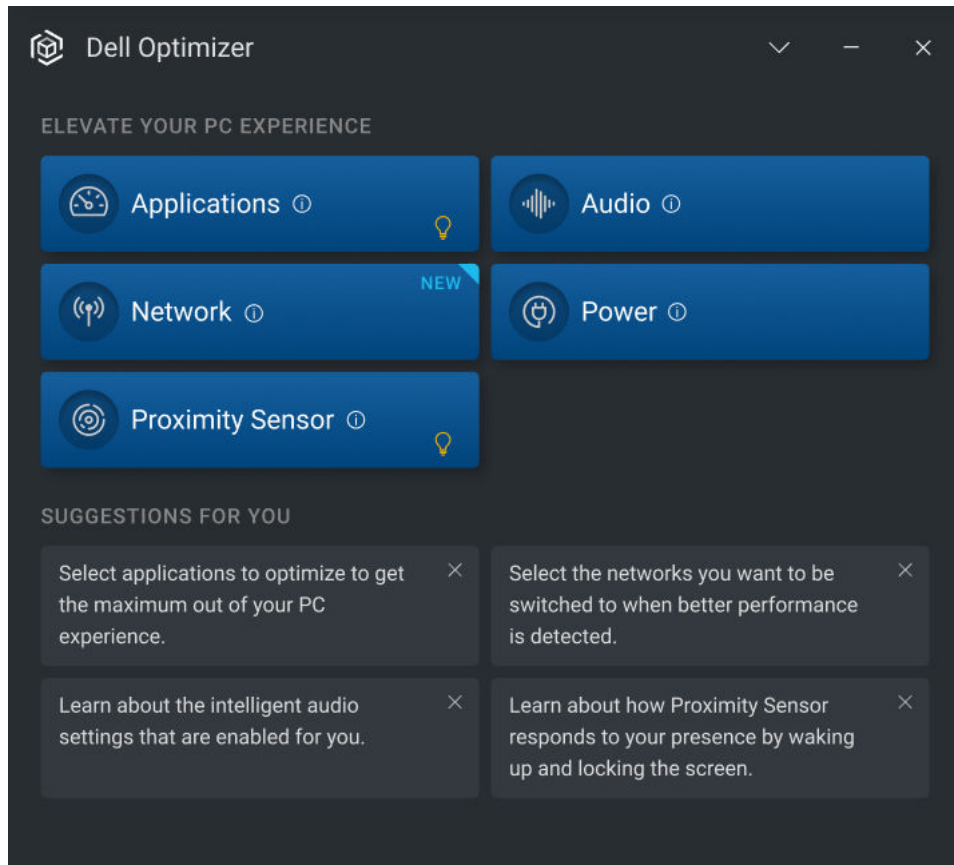 Dell Optimizer
ELEVATE YOUR PC EXPERIENCE
Applications
Audio
Network
NEW
Power
Proximity Sensor
SUGGESTIONS FOR YOU
Select applications to optimize to get
the maximum out of your PC
experience.
Select the networks you want to be
switched to when better performance
is detected.
Learn about the intelligent audio
settings that are enabled for you.
Learn about how Proximity Sensor
responds to your presence by waking
up and locking the screen.